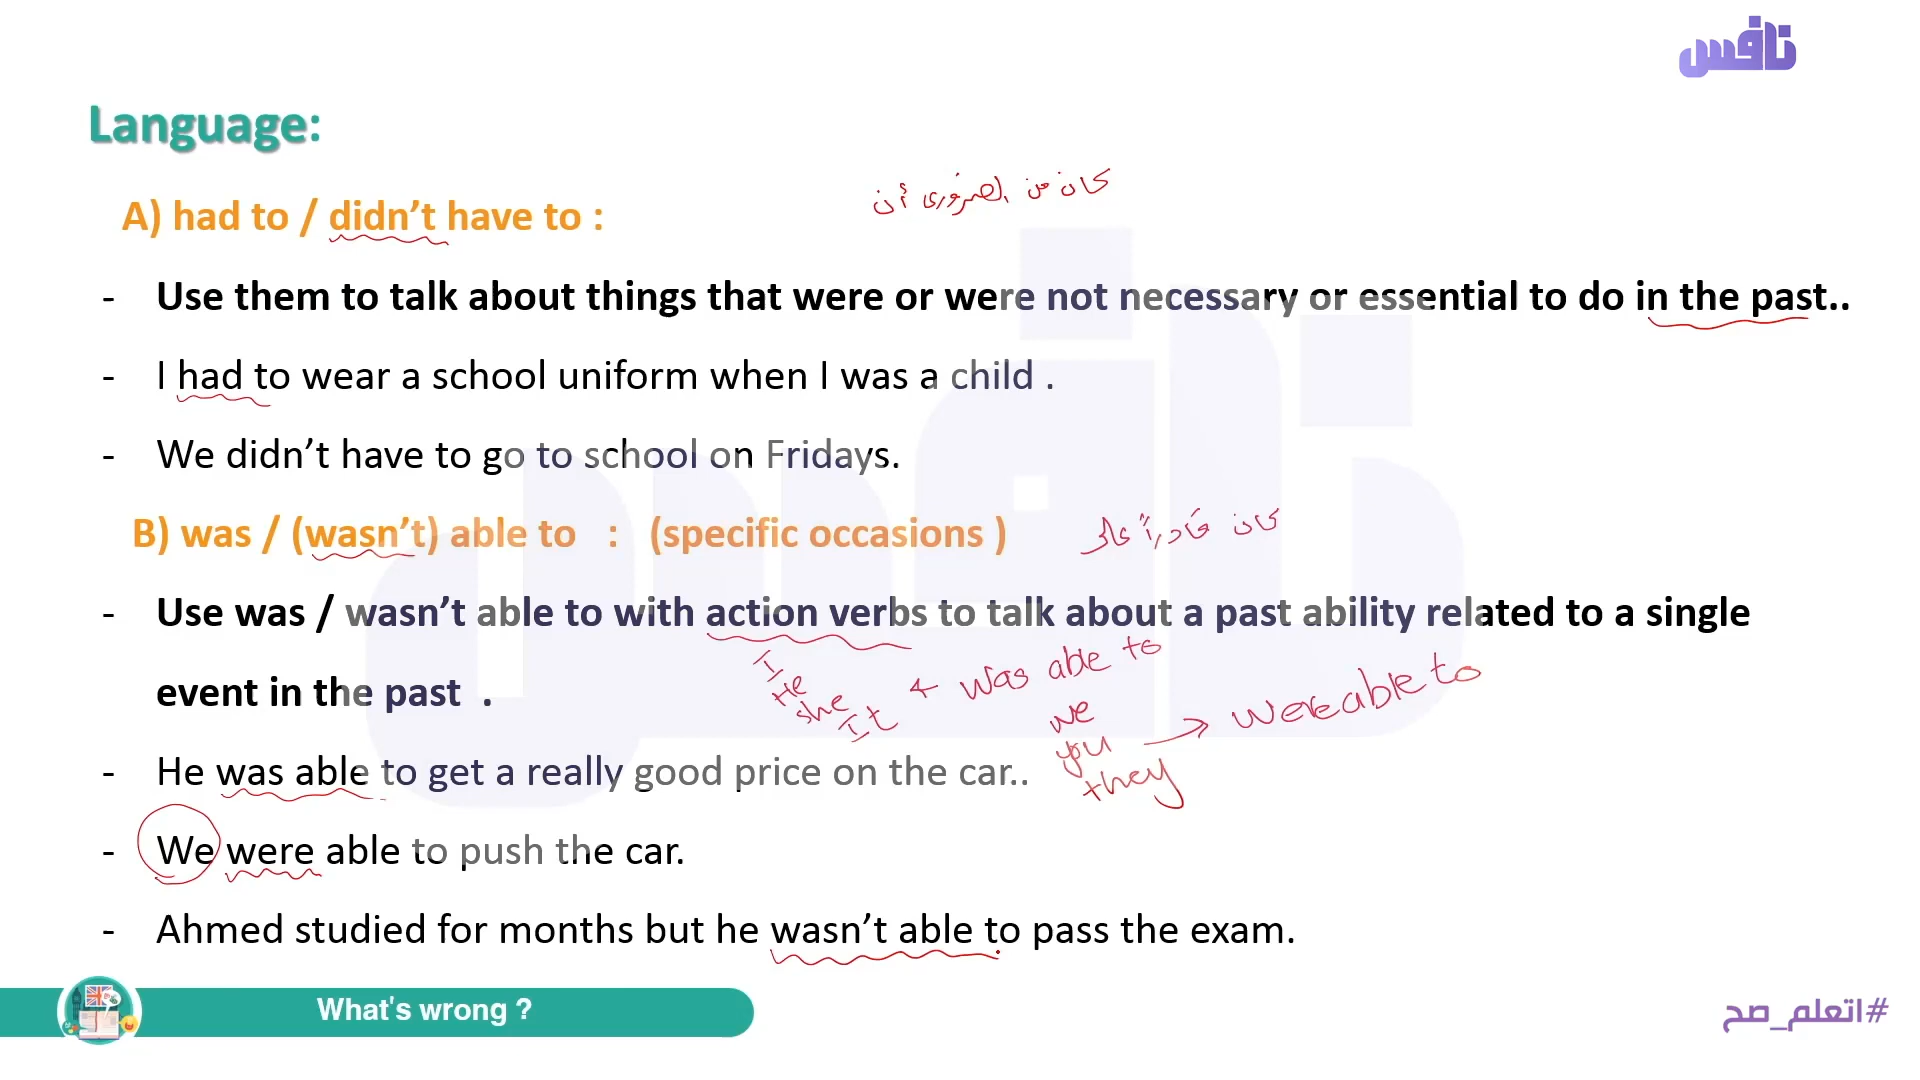 نافس
Language:
كان من الضرورى أن
A) had to / didn’t have to :
- Use them to talk about things that were or were not necessary or essential to do in the past..
- I had to wear a school uniform when I was a child .
- We didn’t have to go to school on Fridays.
B) was / (wasn’t) able to : (specific occasions )
كان قادراً على
- Use was / wasn’t able to with action verbs to talk about a past ability related to a single
event in the past .
I
He
she
It
was able to
we
you
they
were able to
- He was able to get a really good price on the car..
- We were able to push the car.
- Ahmed studied for months but he wasn’t able to pass the exam.
What's wrong ?
#اتعلم_صح